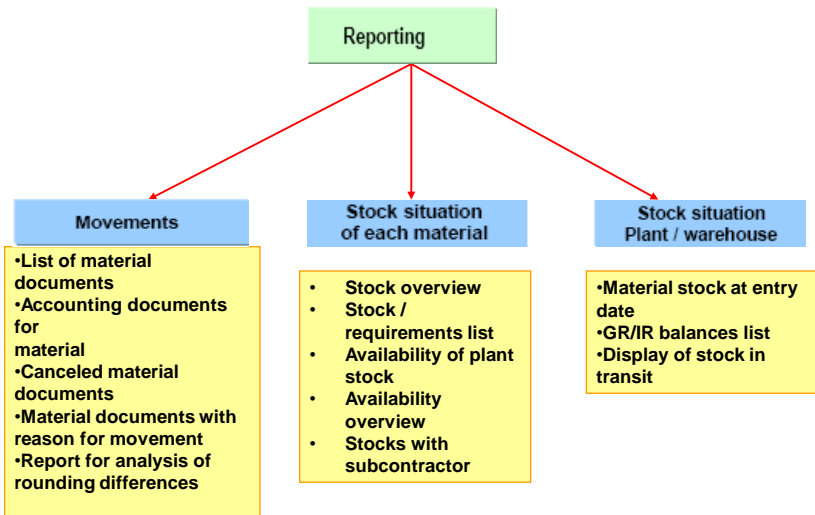 Reporting
Movements
•List of material
documents
•Accounting documents
for
material
•Canceled material
documents
•Material documents with
reason for movement
•Report for analysis of
rounding differences
Stock situation
of each material
• Stock overview
• Stock /
requirements list
• Availability of plant
stock
• Availability
overview
• Stocks with
subcontractor
Stock situation
Plant / warehouse
•Material stock at entry
date
•GR/IR balances list
•Display of stock in
transit